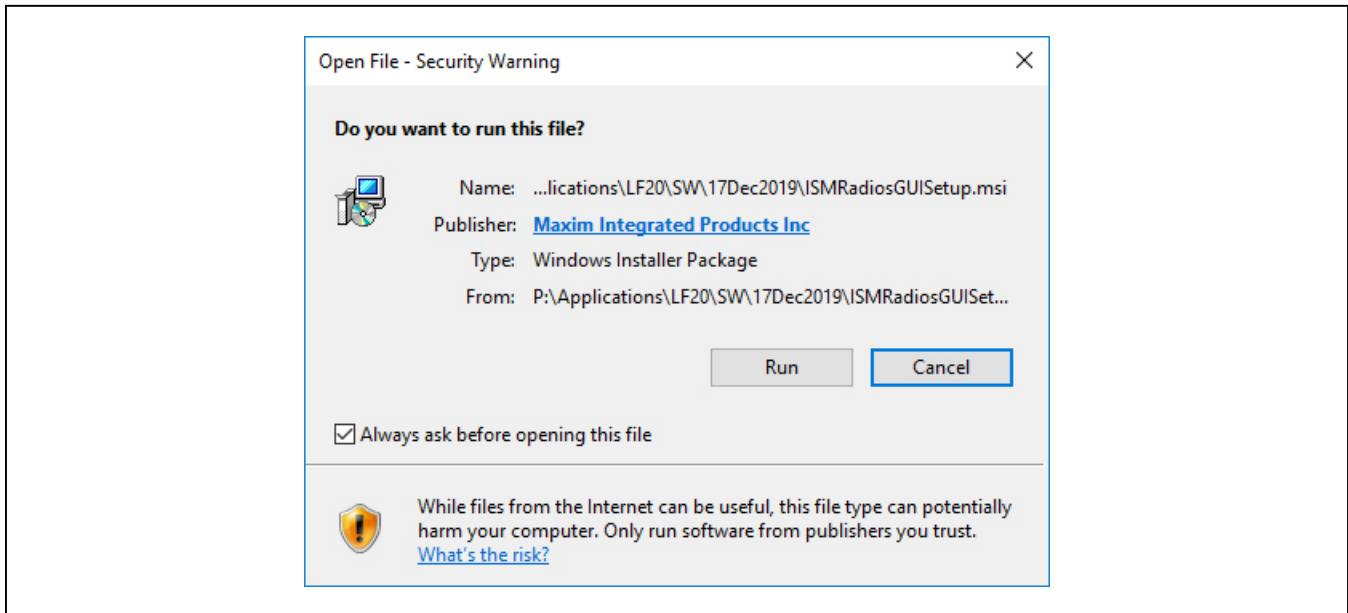 Open File - Security Warning
Do you want to run this file?
Name: ...lications\LF20\SW\17Dec2019\ISMRadiosGUISetup.msi
Publisher: Maxim Integrated Products Inc
Type: Windows Installer Package
From: P:\Applications\LF20\SW\17Dec2019\ISMRadiosGUISet...
Run Cancel
Always ask before opening this file
While files from the Internet can be useful, this file type can potentially
harm your computer. Only run software from publishers you trust.
What's the risk?